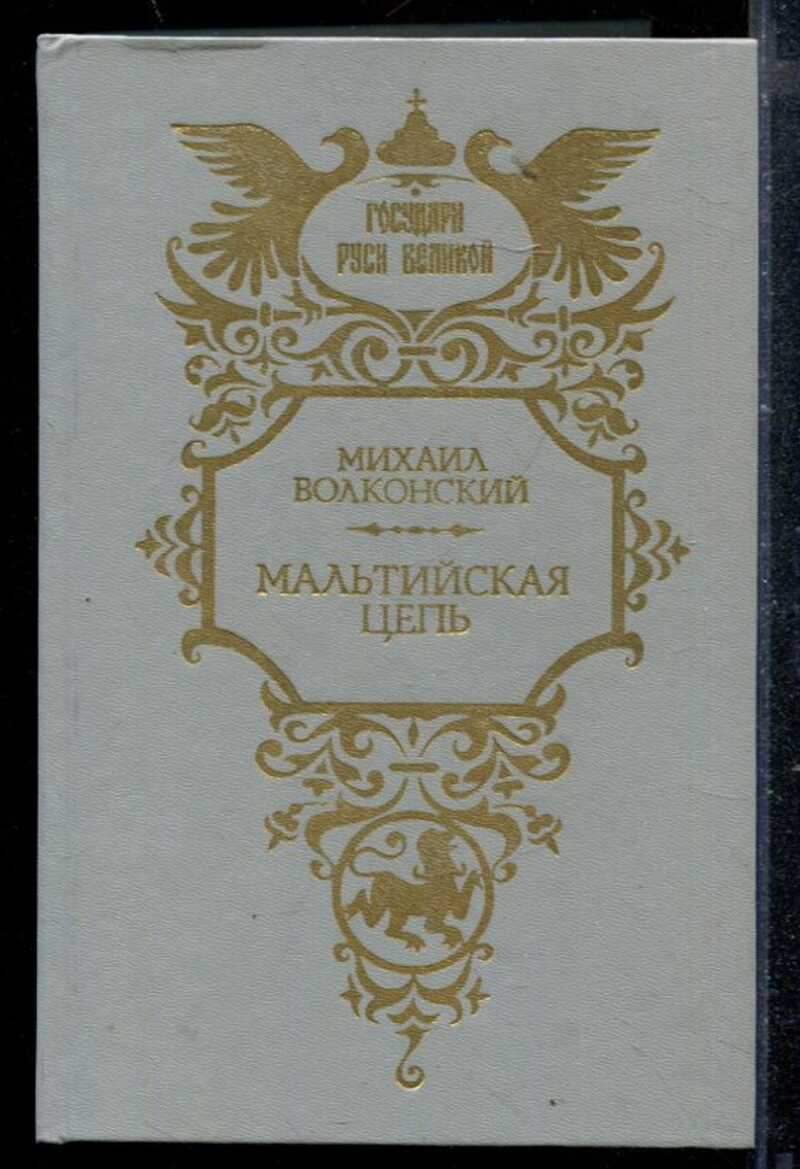 ГОСУДАРИ
РУСИ ВЕЛИКОЙ
МИХАИЛ
ВОЛКОНСКИЙ
МАЛЬТИЙСКАЯ
ЦЕПЬ